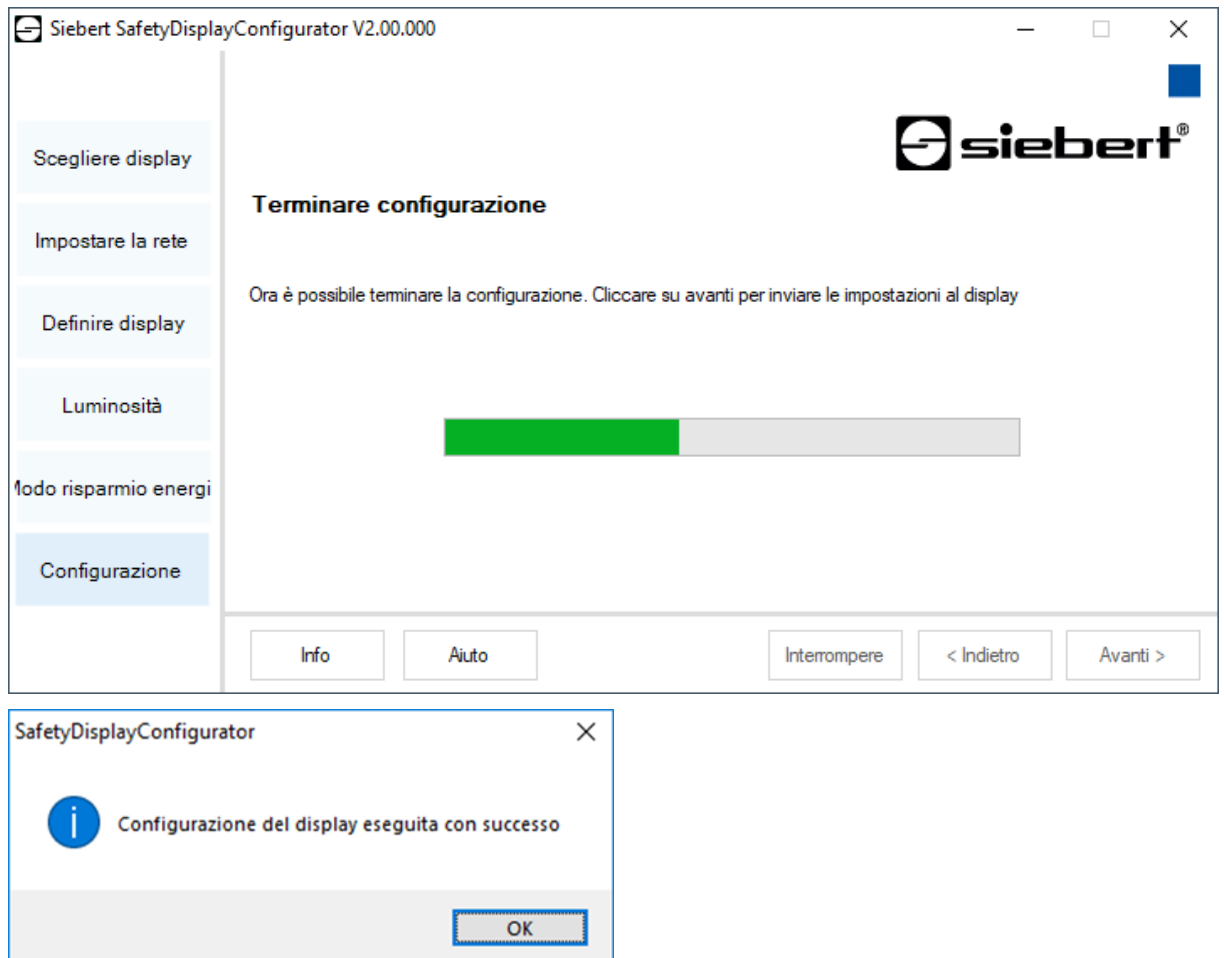 Siebert SafetyDisplayConfigurator V2.00.000
siebert®
Scegliere display
Impostare la rete
Definire display
Luminosità
Modo risparmio energi
Configurazione
Terminare configurazione
Ora è possibile terminare la configurazione. Cliccare su avanti per inviare le impostazioni al display
Info
Aiuto
Interrompere
< Indietro
Avanti >
SafetyDisplayConfigurator
Configurazione del display eseguita con successo
OK